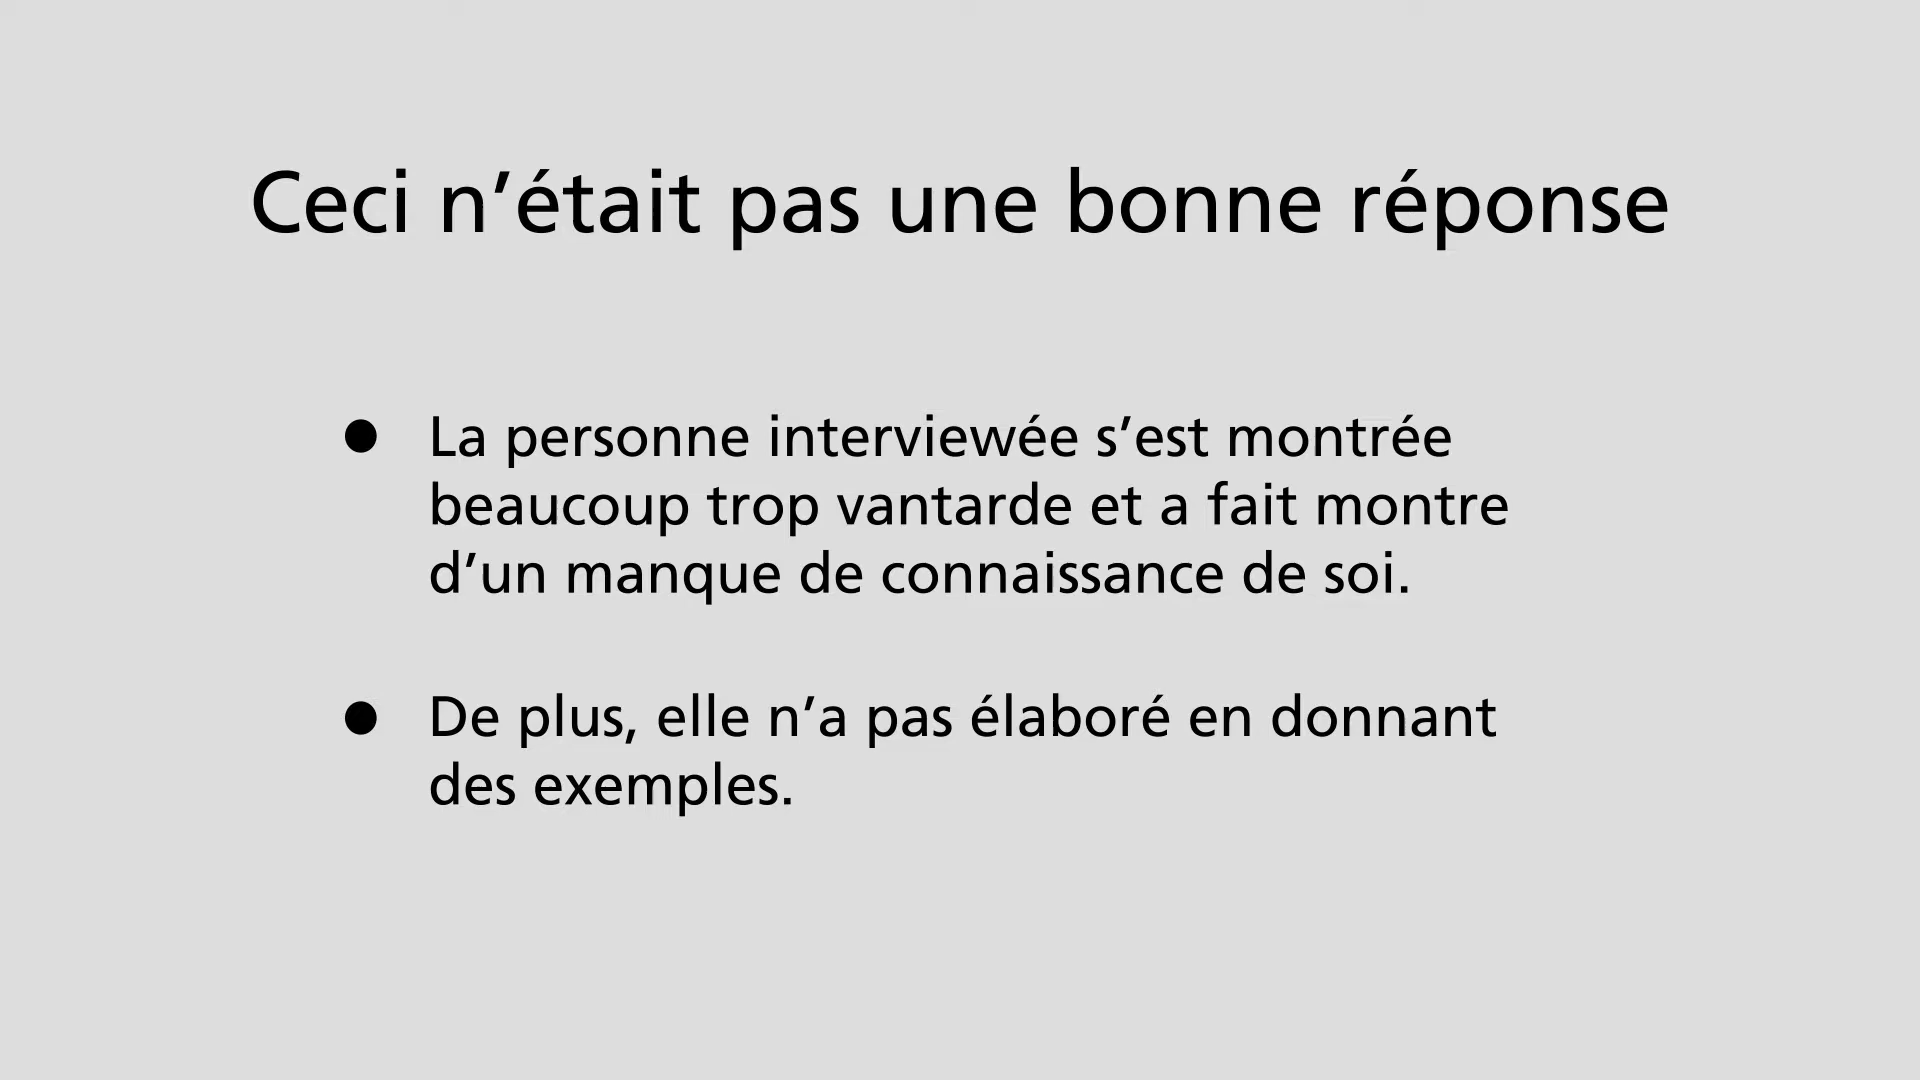 Ceci n’était pas une bonne réponse
● La personne interviewée s’est montrée
beaucoup trop vantarde et a fait montre
d’un manque de connaissance de soi.
● De plus, elle n’a pas élaboré en donnant
des exemples.